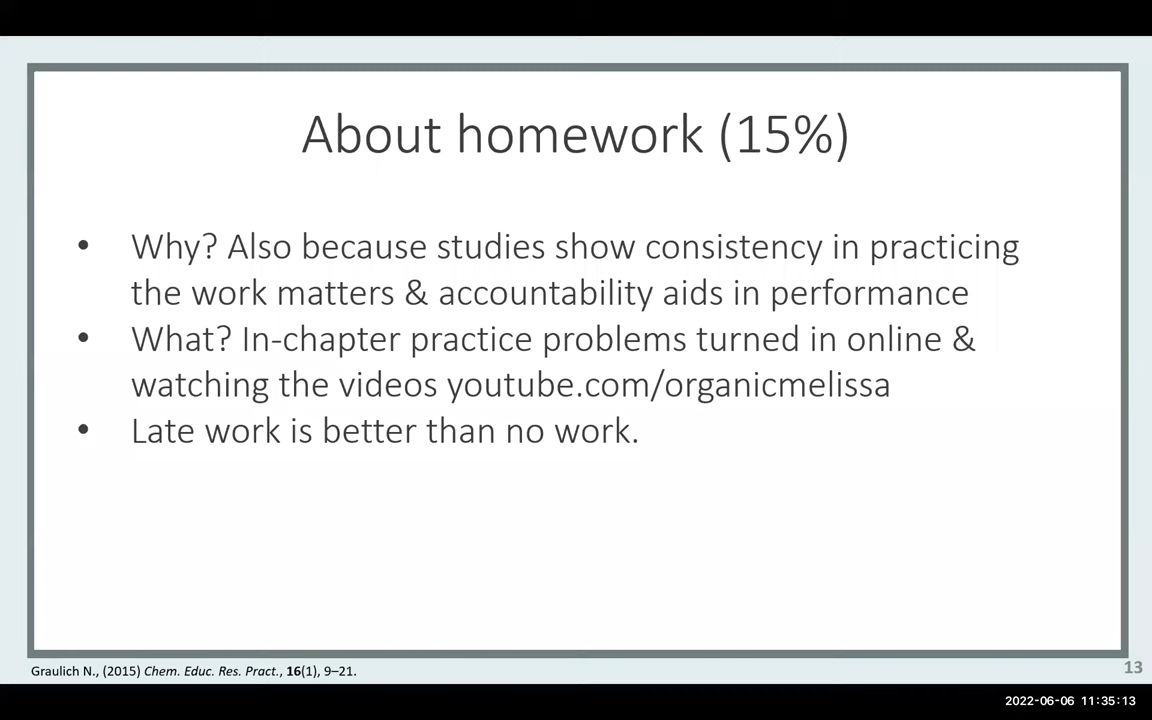 About homework (15%)
• Why? Also because studies show consistency in practicing
the work matters & accountability aids in performance
• What? In-chapter practice problems turned in online &
watching the videos youtube.com/organicmelissa
• Late work is better than no work.
Graulich N., (2015) Chem. Educ. Res. Pract., 16(1), 9–21.
13
2022-06-06 11:35:13